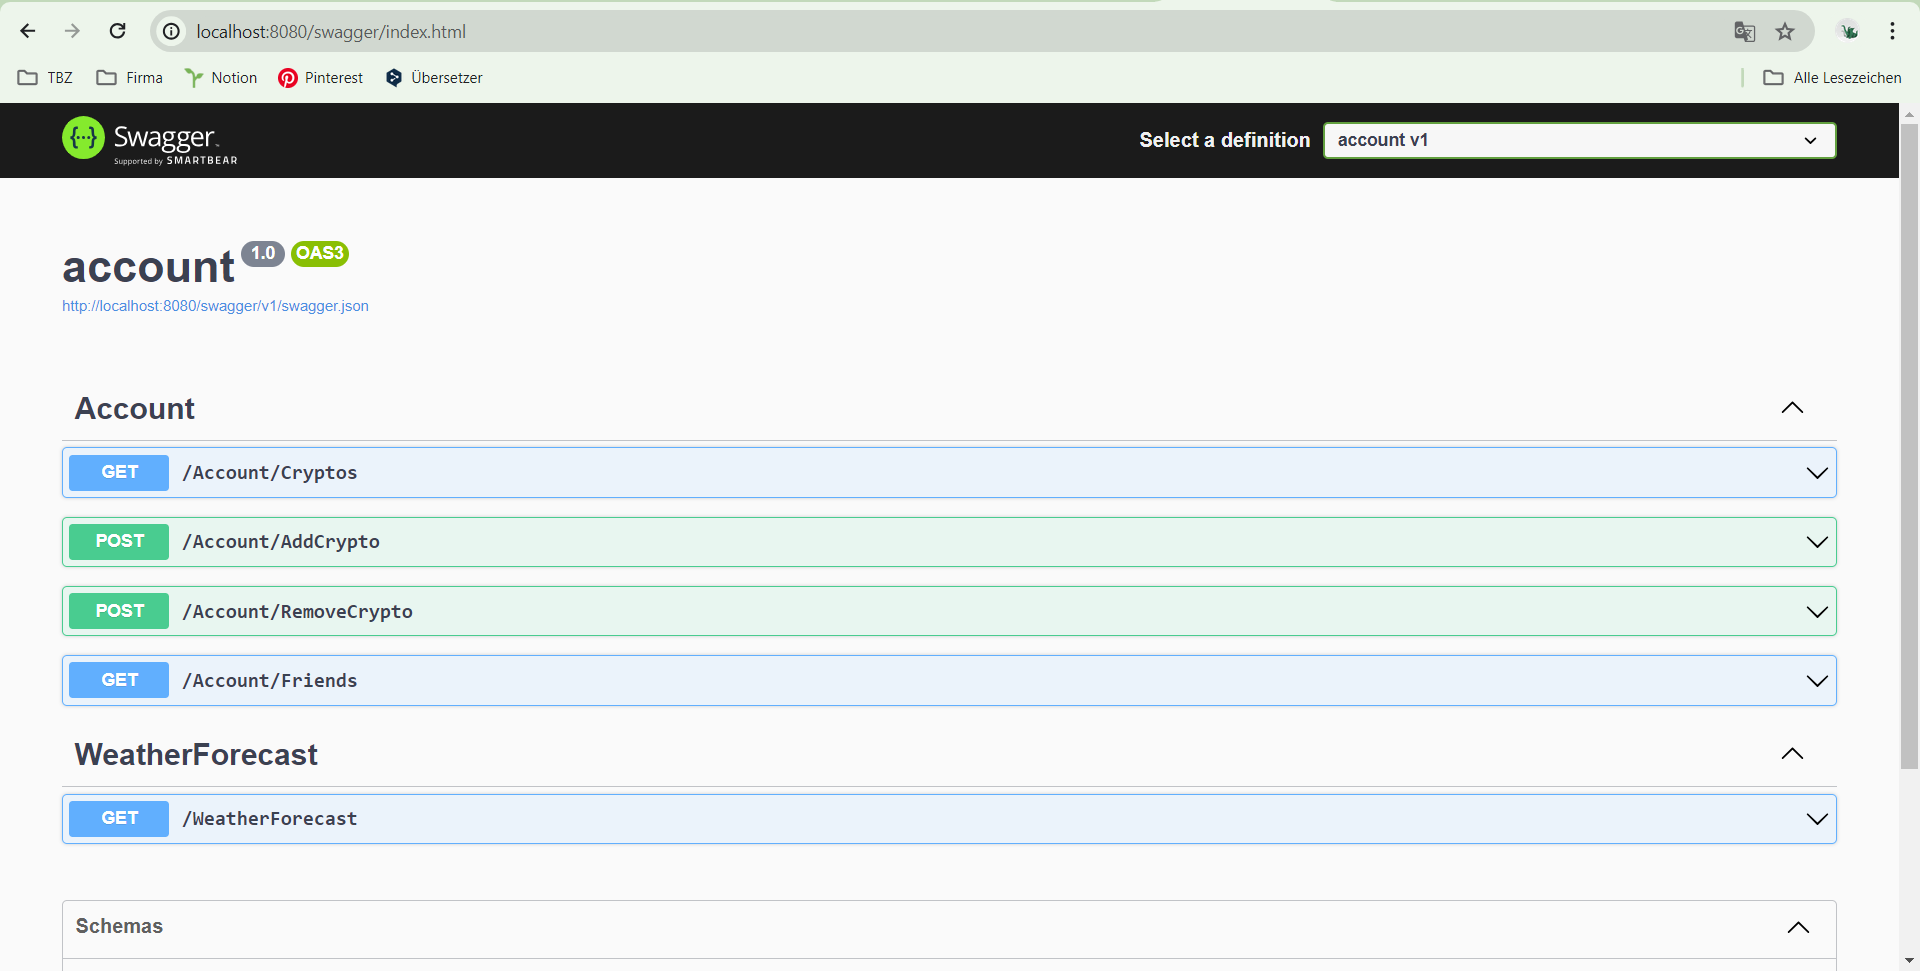 localhost:8080/swagger/index.html
TBZ Firma Notion Pinterest Übersetzer Alle Lesezeichen
Swagger
Supported by SMARTBEAR
Select a definition account v1
account 1.0 OAS3
http://localhost:8080/swagger/v1/swagger.json
Account
GET /Account/Cryptos
POST /Account/AddCrypto
POST /Account/RemoveCrypto
GET /Account/Friends
WeatherForecast
GET /WeatherForecast
Schemas